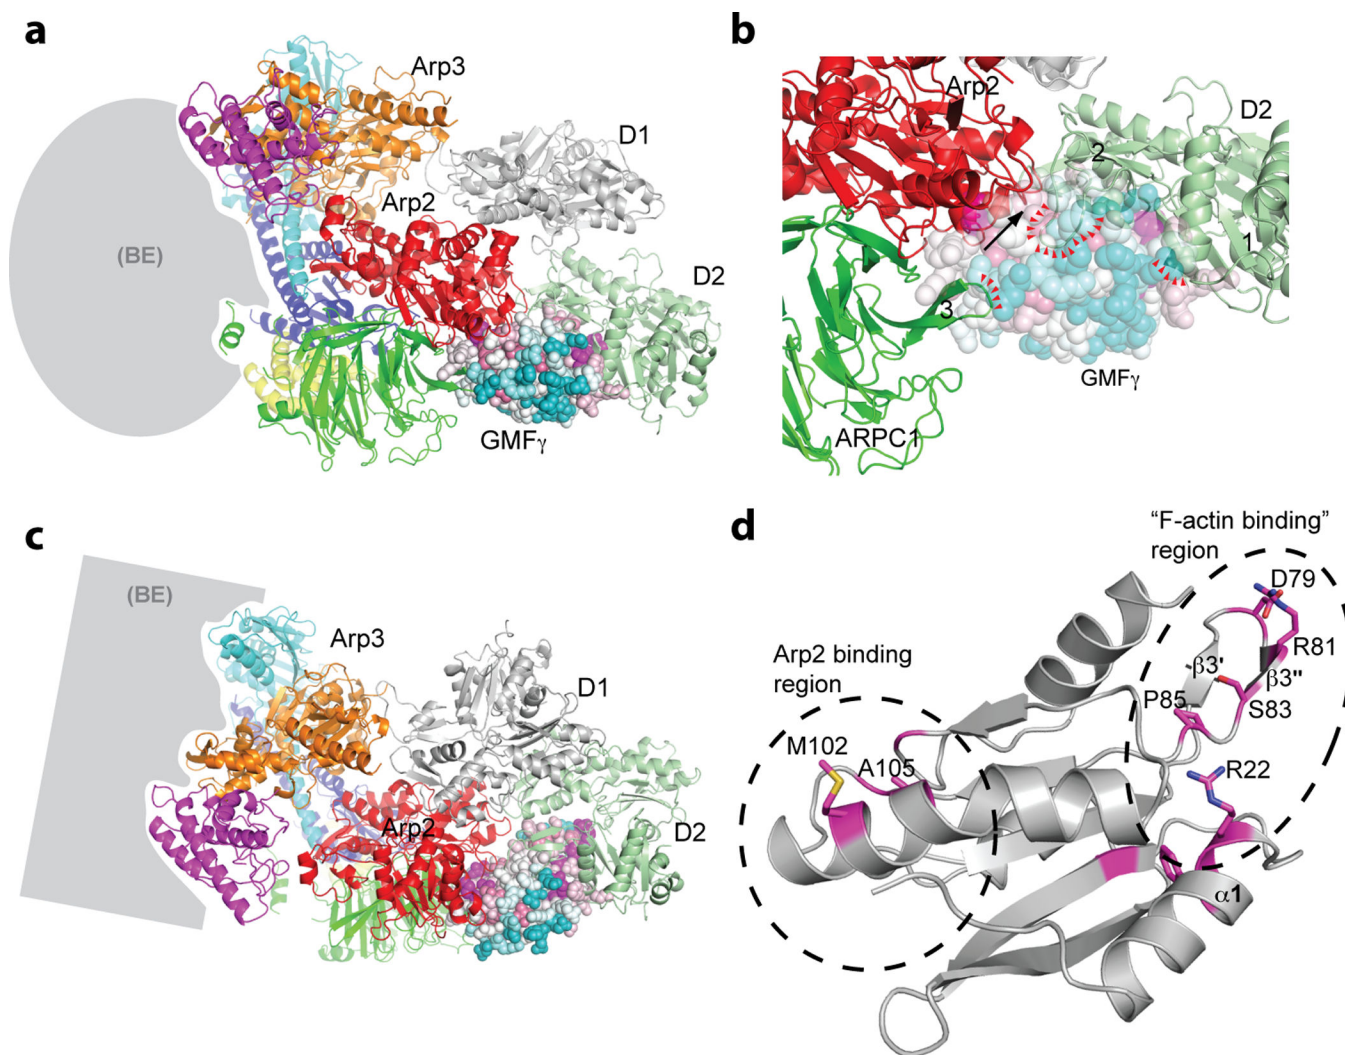 a
Arp3
D1
(BE)
Arp2
D2
GMFγ
b
Arp2
D2
2
1
3
GMFγ
ARPC1
c
(BE)
Arp3
D1
Arp2
D2
d
“F-actin binding”
region
D79
Arp2 binding
region
R81
β3' β3"
P85
S83
M102
A105
R22
α1